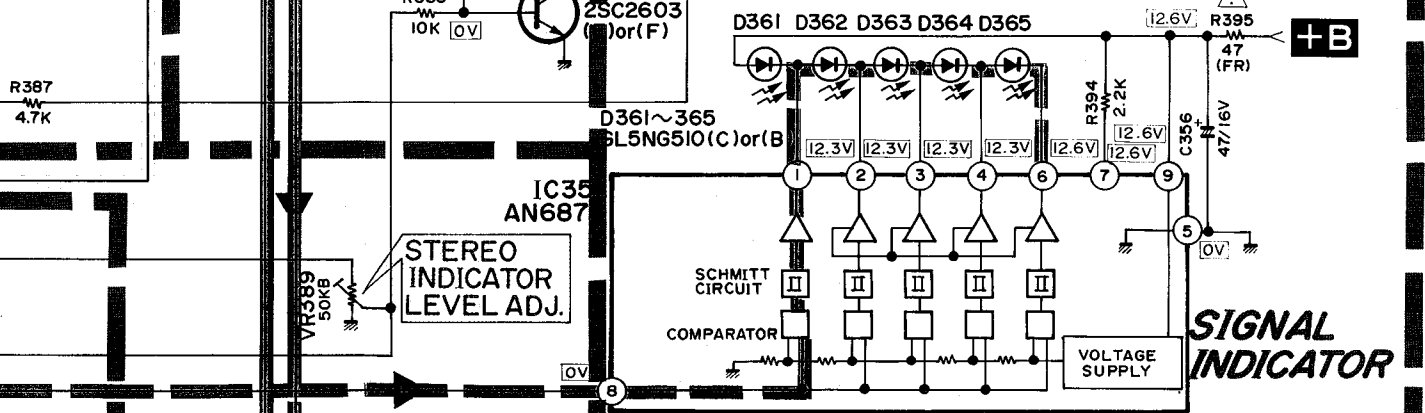 10K
0V
2SC2603
or(F)
R387
4.7K
D361 D362 D363 D364 D365
12.6V
R395
47
(FR)
+B
R394
2.2K
C356
+
47/16V
D361~365
GL5NG510(C)or(B
12.3V 12.3V 12.3V 12.3V 12.6V 12.6V 12.6V
1 2 3 4 6 7 9
IC35
AN687
5
0V
STEREO
INDICATOR
LEVEL ADJ.
VR389
50KB
SCHMITT
CIRCUIT
COMPARATOR
VOLTAGE
SUPPLY
SIGNAL
INDICATOR
0V
8